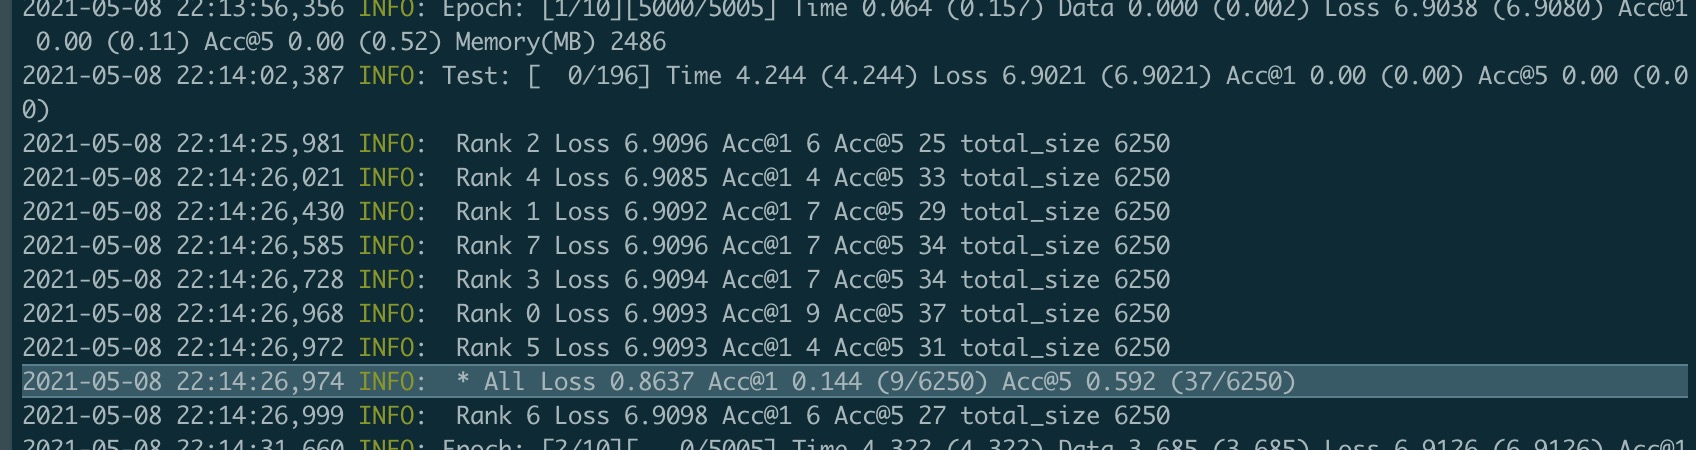 2021-05-08 22:13:56,356 INFO: Epoch: [1/10][5000/5005] Time 0.064 (0.157) Data 0.000 (0.002) Loss 6.9038 (6.9080) Acc@1
0.00 (0.11) Acc@5 0.00 (0.52) Memory(MB) 2486
2021-05-08 22:14:02,387 INFO: Test: [  0/196] Time 4.244 (4.244) Loss 6.9021 (6.9021) Acc@1 0.00 (0.00) Acc@5 0.00 (0.0
0)
2021-05-08 22:14:25,981 INFO:  Rank 2 Loss 6.9096 Acc@1 6 Acc@5 25 total_size 6250
2021-05-08 22:14:26,021 INFO:  Rank 4 Loss 6.9085 Acc@1 4 Acc@5 33 total_size 6250
2021-05-08 22:14:26,430 INFO:  Rank 1 Loss 6.9092 Acc@1 7 Acc@5 29 total_size 6250
2021-05-08 22:14:26,585 INFO:  Rank 7 Loss 6.9096 Acc@1 7 Acc@5 34 total_size 6250
2021-05-08 22:14:26,728 INFO:  Rank 3 Loss 6.9094 Acc@1 7 Acc@5 34 total_size 6250
2021-05-08 22:14:26,968 INFO:  Rank 0 Loss 6.9093 Acc@1 9 Acc@5 37 total_size 6250
2021-05-08 22:14:26,972 INFO:  Rank 5 Loss 6.9093 Acc@1 4 Acc@5 31 total_size 6250
2021-05-08 22:14:26,974 INFO:  * All Loss 0.8637 Acc@1 0.144 (9/6250) Acc@5 0.592 (37/6250)
2021-05-08 22:14:26,999 INFO:  Rank 6 Loss 6.9098 Acc@1 6 Acc@5 27 total_size 6250
2021-05-08 22:14:31,660 INFO: Epoch: [2/10][   0/5005] Time 4.322 (4.322) Data 3.685 (3.685) Loss 6.9126 (6.9126) Acc@1